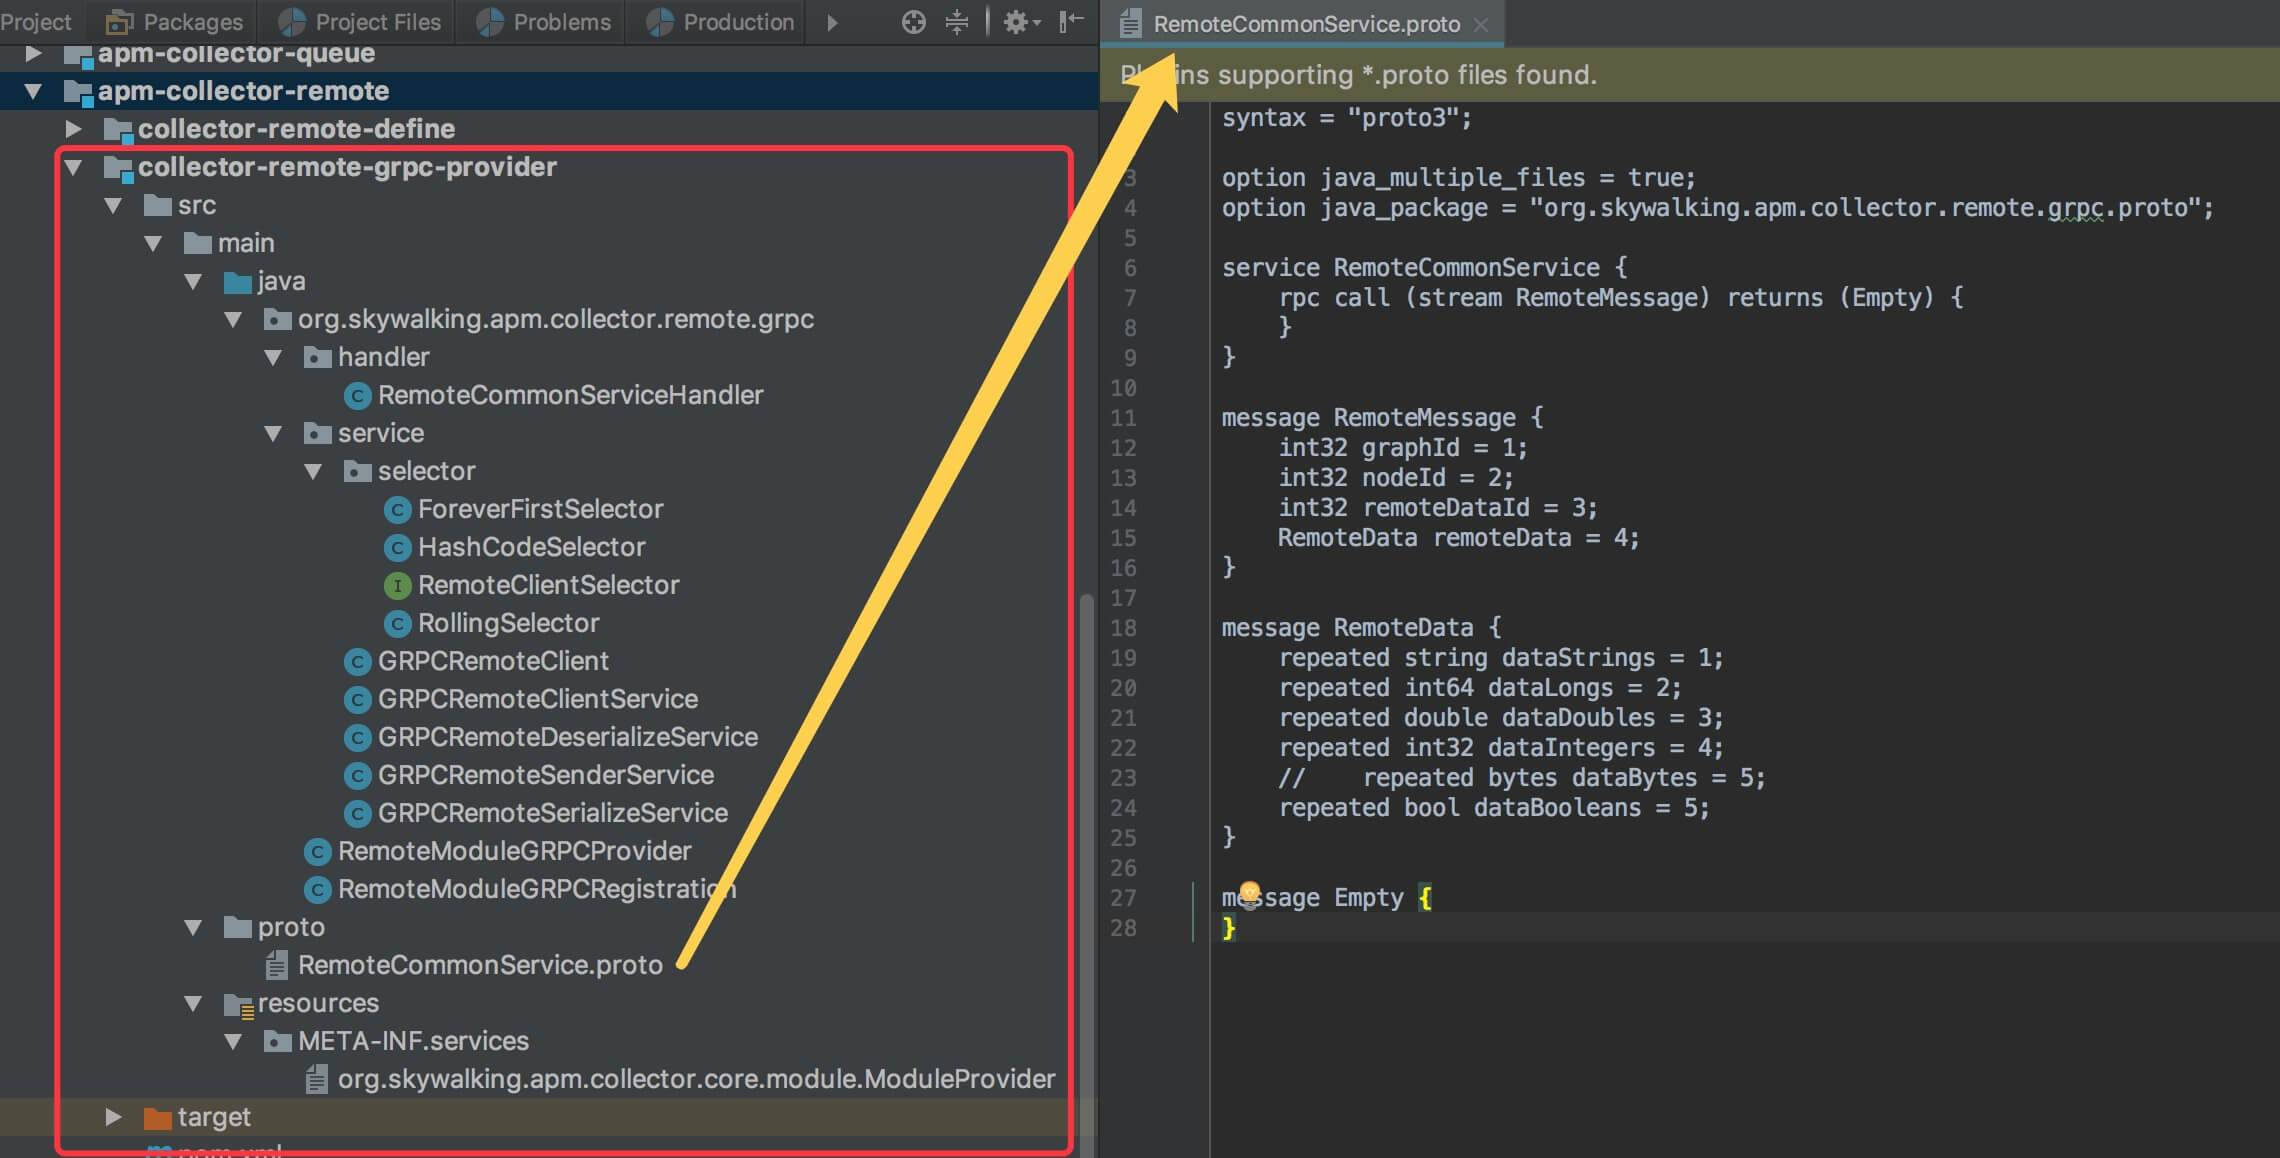 Project
Packages
Project Files
Problems
Production
apm-collector-queue
apm-collector-remote
collector-remote-define
collector-remote-grpc-provider
src
main
java
org.skywalking.apm.collector.remote.grpc
handler
RemoteCommonServiceHandler
service
selector
ForeverFirstSelector
HashCodeSelector
RemoteClientSelector
RollingSelector
GRPCRemoteClient
GRPCRemoteClientService
GRPCRemoteDeserializeService
GRPCRemoteSenderService
GRPCRemoteSerializeService
RemoteModuleGRPCProvider
RemoteModuleGRPCRegistration
proto
RemoteCommonService.proto
resources
META-INF.services
org.skywalking.apm.collector.core.module.ModuleProvider
target
pom.xml
RemoteCommonService.proto
Plugins supporting *.proto files found.
syntax = "proto3";
3 option java_multiple_files = true;
4 option java_package = "org.skywalking.apm.collector.remote.grpc.proto";
5
6 service RemoteCommonService {
7 rpc call (stream RemoteMessage) returns (Empty) {
8 }
9 }
10
11 message RemoteMessage {
12 int32 graphId = 1;
13 int32 nodeId = 2;
14 int32 remoteDataId = 3;
15 RemoteData remoteData = 4;
16 }
17
18 message RemoteData {
19 repeated string dataStrings = 1;
20 repeated int64 dataLongs = 2;
21 repeated double dataDoubles = 3;
22 repeated int32 dataIntegers = 4;
23 // repeated bytes dataBytes = 5;
24 repeated bool dataBooleans = 5;
25 }
26
27 message Empty {
28 }